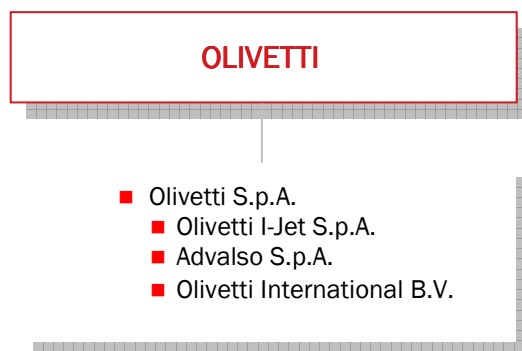 OLIVETTI
Olivetti S.p.A.
Olivetti I-Jet S.p.A.
Advalso S.p.A.
Olivetti International B.V.